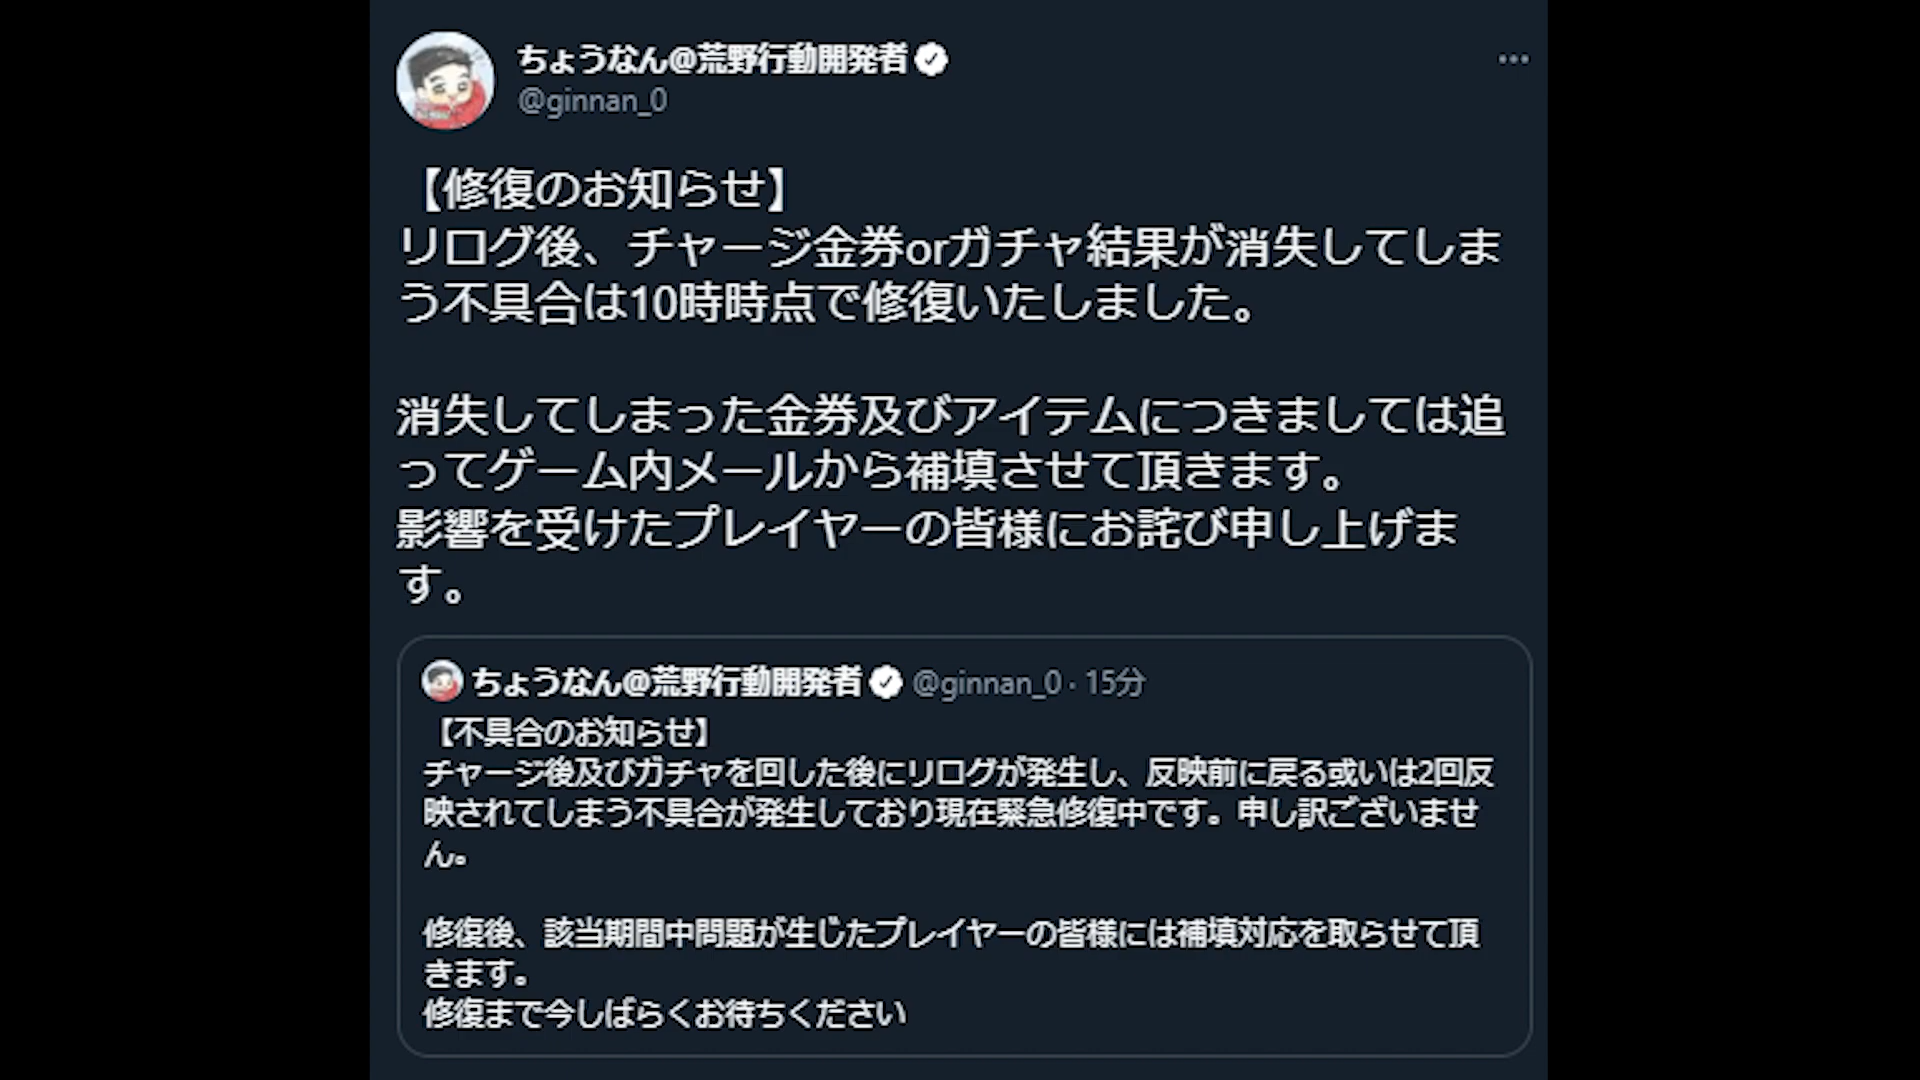 ちょうなん@荒野行動開発者
@ginnan_0
【修復のお知らせ】
リログ後、チャージ金券orガチャ結果が消失してしま
う不具合は10時時点で修復いたしました。
消失してしまった金券及びアイテムにつきましては追
ってゲーム内メールから補填させて頂きます。
影響を受けたプレイヤーの皆様にお詫び申し上げま
す。
ちょうなん@荒野行動開発者 @ginnan_0 · 15分
【不具合のお知らせ】
チャージ後及びガチャを回した後にリログが発生し、反映前に戻る或いは2回反
映されてしまう不具合が発生しており現在緊急修復中です。申し訳ございませ
ん。
修復後、該当期間中問題が生じたプレイヤーの皆様には補填対応を取らせて頂
きます。
修復まで今しばらくお待ちください